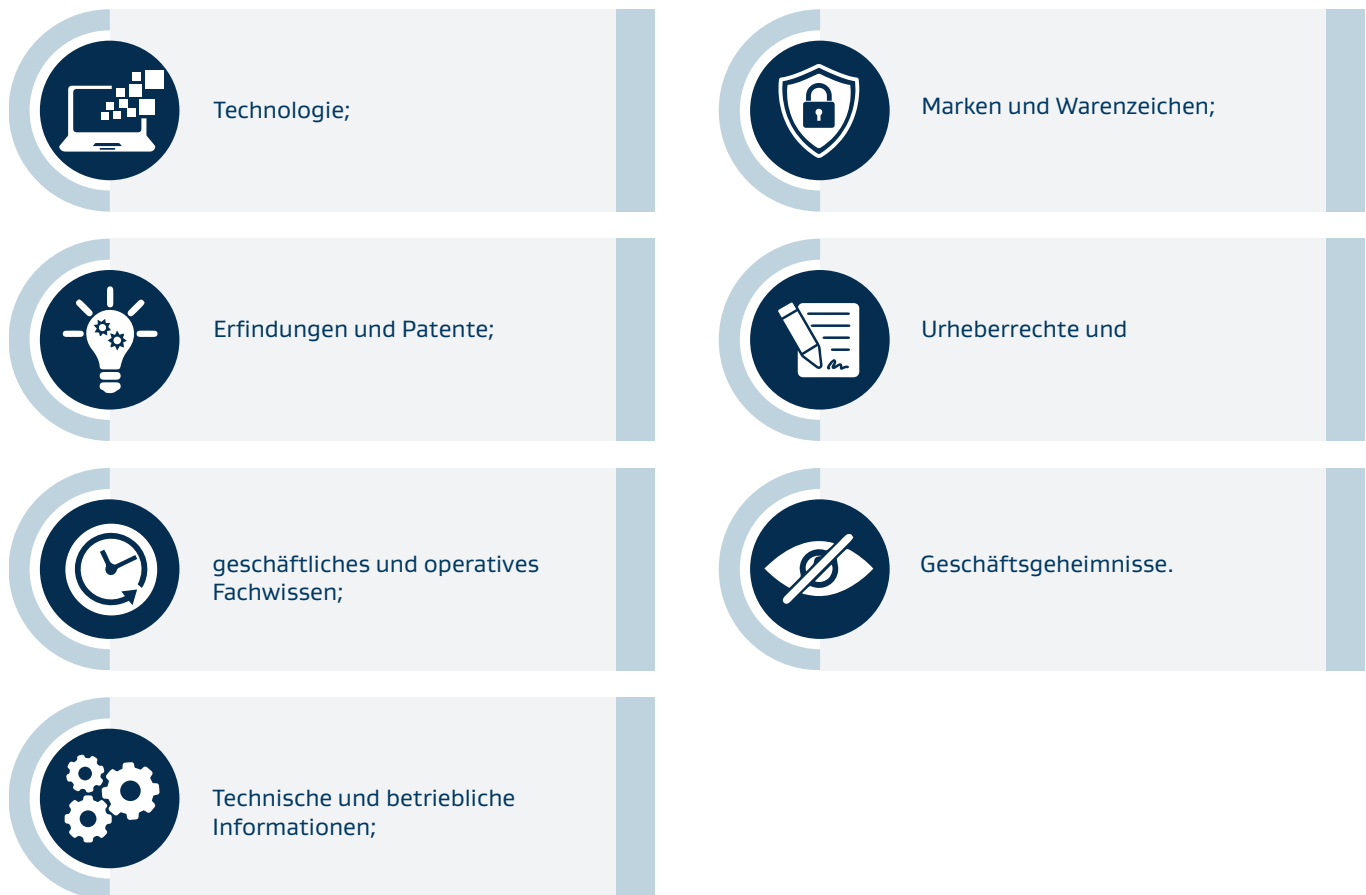 Technologie;
Erfindungen und Patente;
geschäftliches und operatives
Fachwissen;
Technische und betriebliche
Informationen;
Marken und Warenzeichen;
Urheberrechte und
Geschäftsgeheimnisse.